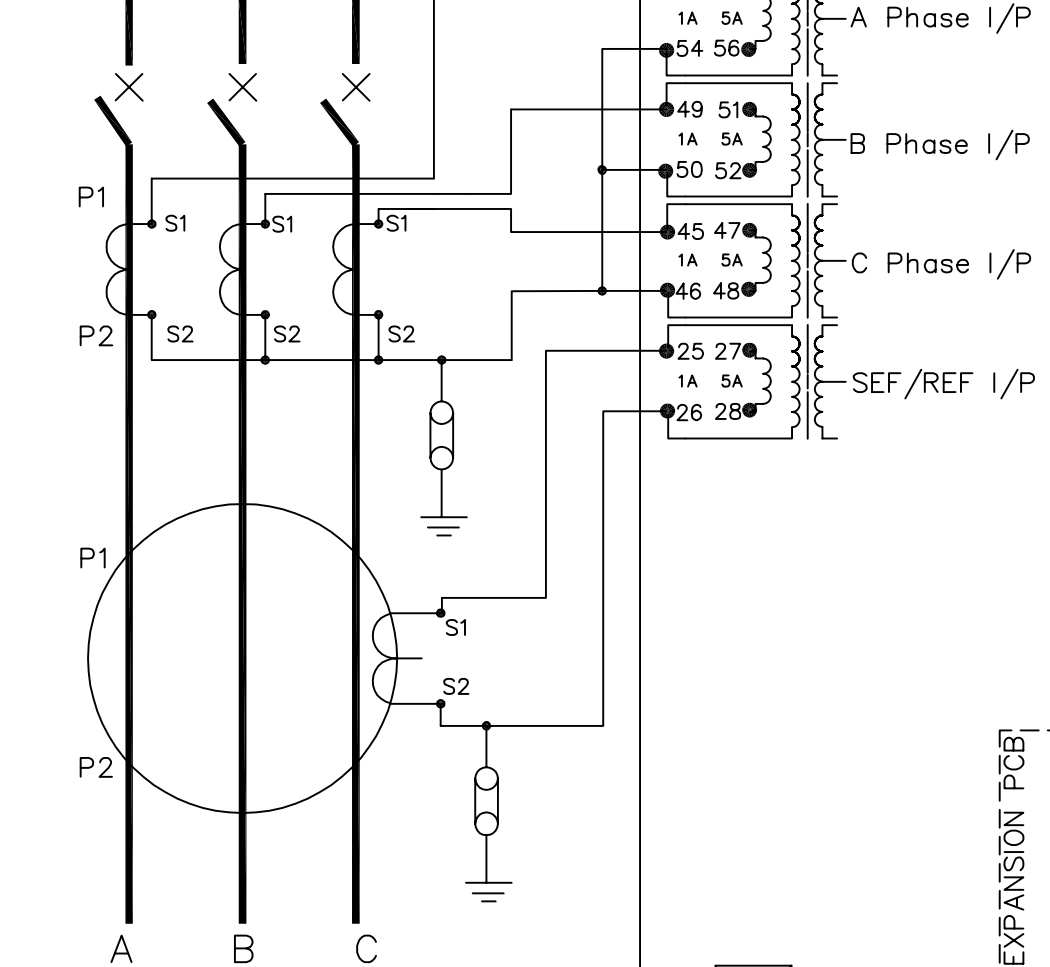 1A 5A
A Phase I/P
54 56
49 51
1A 5A
B Phase I/P
50 52
P1
S1 S1 S1
45 47
1A 5A
C Phase I/P
46 48
P2
S2 S2 S2
25 27
1A 5A
SEF/REF I/P
26 28
P1
S1
S2
P2
EXPANSION PCB
A B C